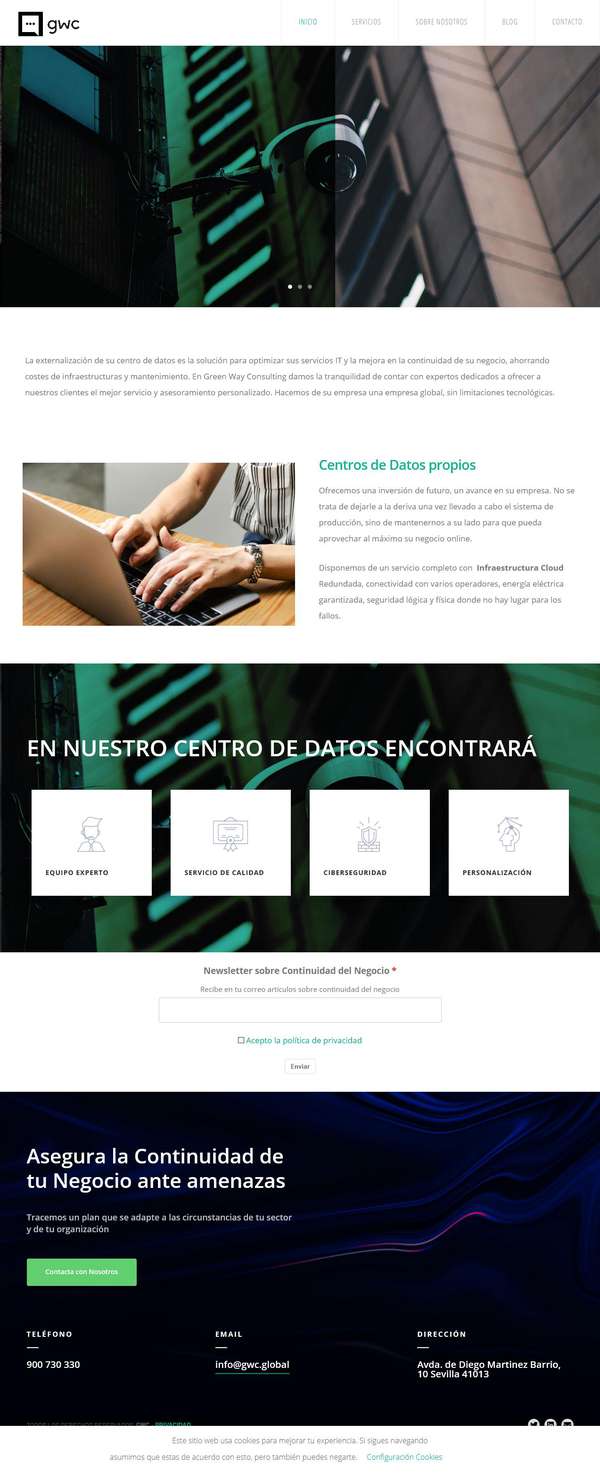 gwc
INICIO
SERVICIOS
SOBRE NOSOTROS
BLOG
CONTACTO
La externalización de su centro de datos es la solución para optimizar sus servicios IT y la mejora en la continuidad de su negocio, ahorrando
costes de infraestructuras y mantenimiento. En Green Way Consulting damos la tranquilidad de contar con expertos dedicados a ofrecer a
nuestros clientes el mejor servicio y asesoramiento personalizado. Hacemos de su empresa una empresa global, sin limitaciones tecnológicas.
Centros de Datos propios
Ofrecemos una inversión de futuro, un avance en su empresa. No se
trata de dejarle a la deriva una vez llevado a cabo el sistema de
producción, sino de mantenernos a su lado para que pueda
aprovechar al máximo su negocio online.
Disponemos de un servicio completo con Infraestructura Cloud
Redundada, conectividad con varios operadores, energía eléctrica
garantizada, seguridad lógica y física donde no hay lugar para los
fallos.
EN NUESTRO CENTRO DE DATOS ENCONTRARÁ
EQUIPO EXPERTO
SERVICIO DE CALIDAD
CIBERSEGURIDAD
PERSONALIZACIÓN
Newsletter sobre Continuidad del Negocio *
Recibe en tu correo artículos sobre continuidad del negocio
Acepto la política de privacidad
Enviar
Asegura la Continuidad de
tu Negocio ante amenazas
Tracemos un plan que se adapte a las circunstancias de tu sector
y de tu organización
Contacta con Nosotros
TELÉFONO
900 730 330
EMAIL
info@gwc.global
DIRECCIÓN
Avda. de Diego Martinez Barrio,
10 Sevilla 41013
TODOS LOS DERECHOS RESERVADOS GWC - PRIVACIDAD
Este sitio web usa cookies para mejorar tu experiencia. Si sigues navegando
asumimos que estas de acuerdo con esto, pero también puedes negarte. Configuración Cookies